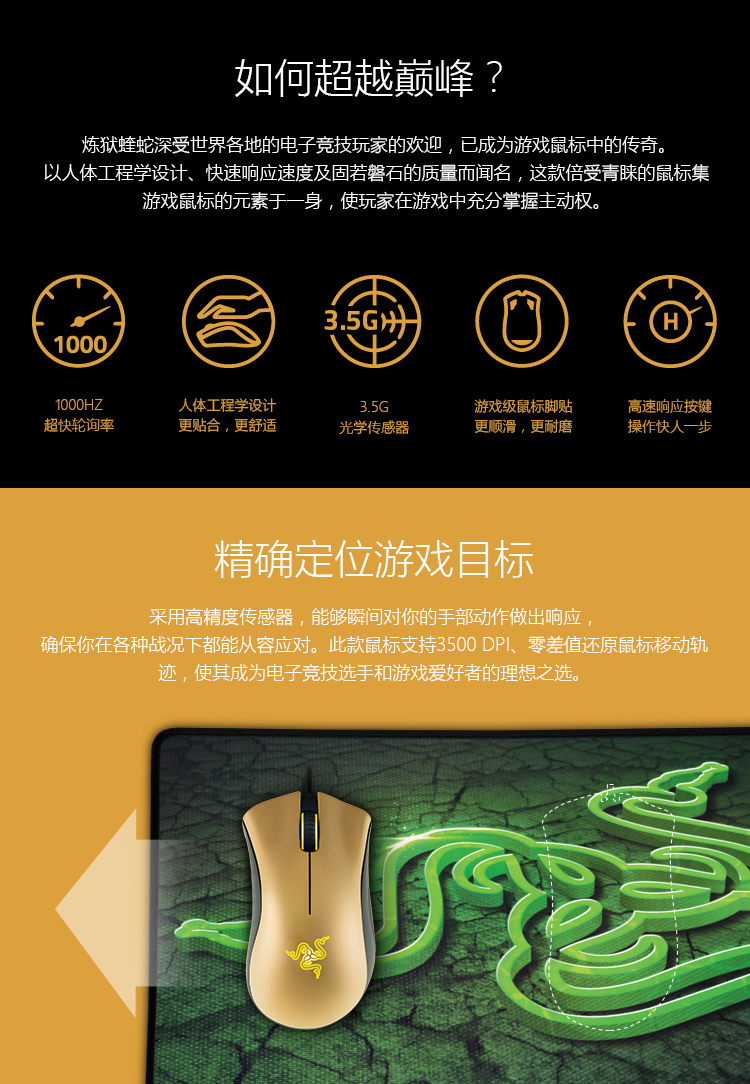 如何超越巅峰？
炼狱蝰蛇深受世界各地的电子竞技玩家的欢迎，已成为游戏鼠标中的传奇。
以人体工程学设计、快速响应速度及固若磐石的质量而闻名，这款倍受青睐的鼠标集
游戏鼠标的元素于一身，使玩家在游戏中充分掌握主动权。
1000
3.5G
H
1000HZ
超快轮询率
人体工程学设计
更贴合，更舒适
3.5G
光学传感器
游戏级鼠标脚贴
更顺滑，更耐磨
高速响应按键
操作快人一步
精确定位游戏目标
采用高精度传感器，能够瞬间对你的手部动作做出响应，
确保你在各种战况下都能从容应对。此款鼠标支持3500 DPI、零差值还原鼠标移动轨
迹，使其成为电子竞技选手和游戏爱好者的理想之选。